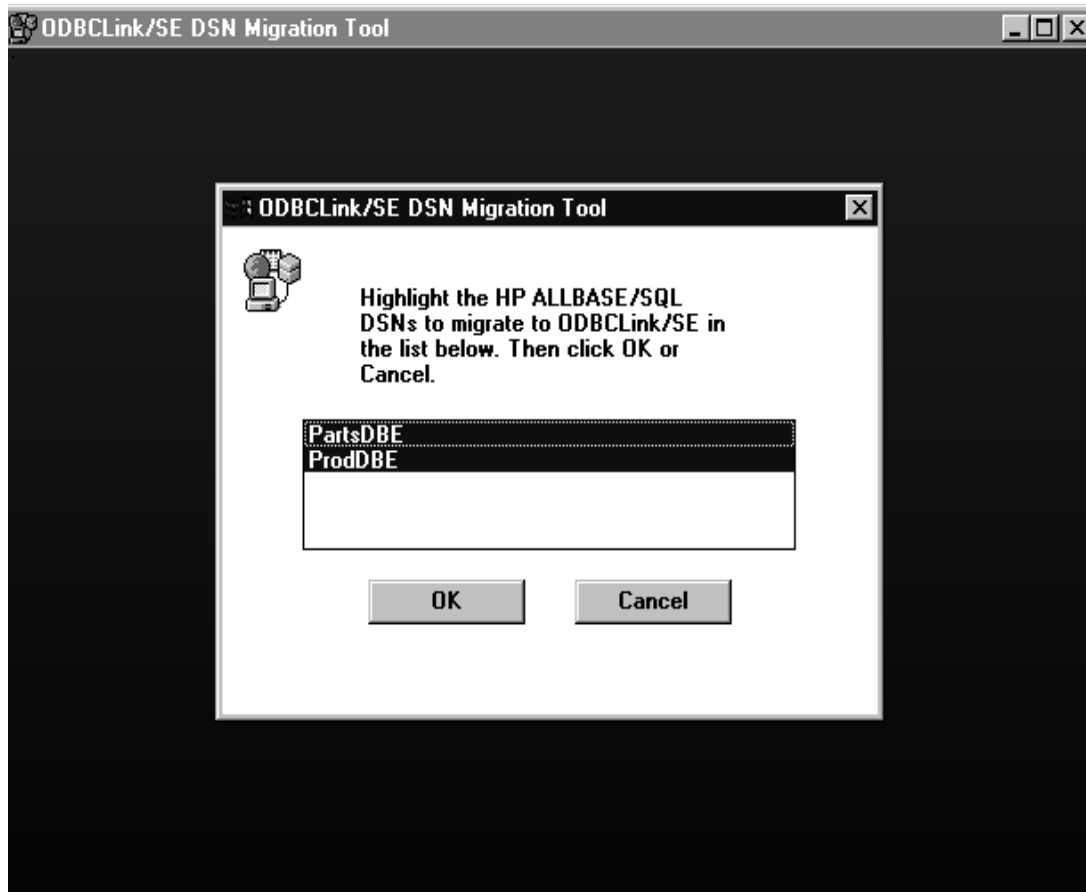 ODBCLink/SE DSN Migration Tool
ODBCLink/SE DSN Migration Tool
Highlight the HP ALLBASE/SQL
DSNs to migrate to ODBCLink/SE in
the list below. Then click OK or
Cancel.
PartsDBE
ProdDBE
OK
Cancel